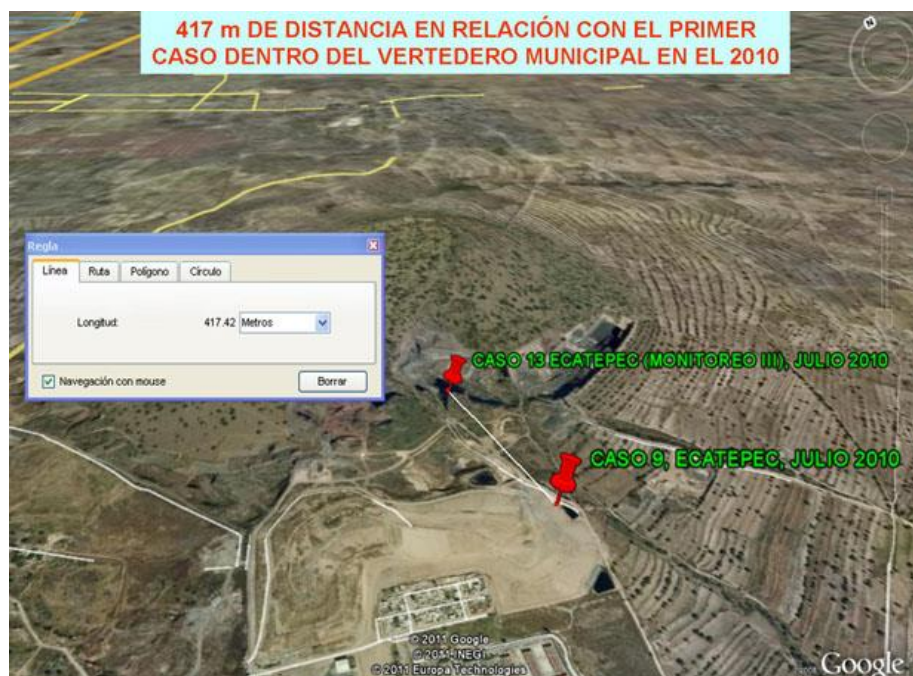 417 m DE DISTANCIA EN RELACIÓN CON EL PRIMER
CASO DENTRO DEL VERTEDERO MUNICIPAL EN EL 2010
Regla
Línea Ruta Polígono Círculo
Longitud: 417.42 Metros
Navegación con mouse Borrar
CASO 13 ECATEPEC (MONITOREO III), JULIO 2010
CASO 9, ECATEPEC, JULIO 2010
© 2011 Google
© 2011 INEGI
© 2011 Europa Technologies
Google